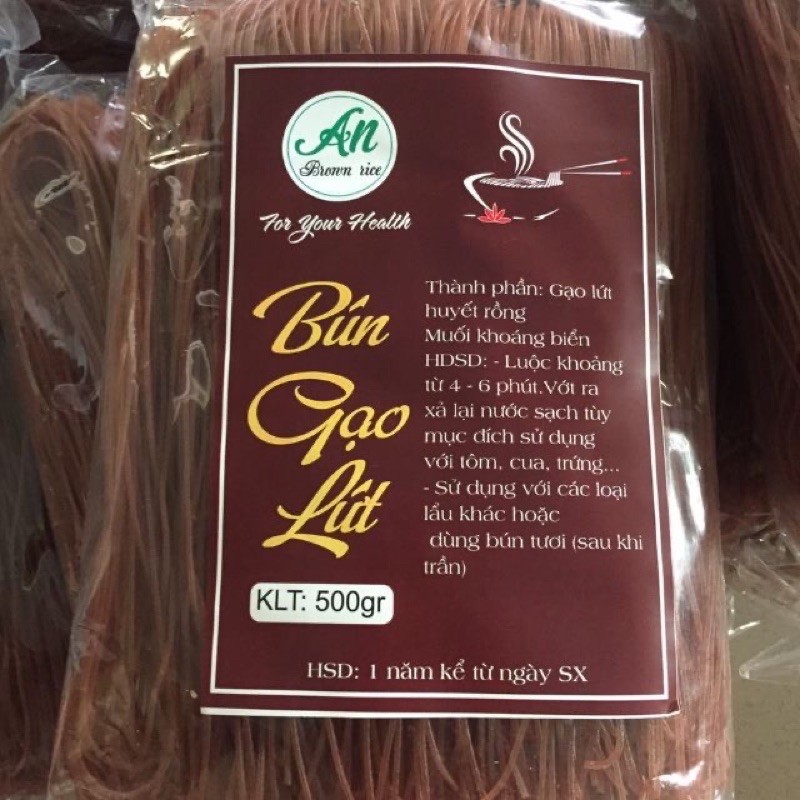 An
Brown rice
For Your Health
Bún
Gạo
Lứt
Thành phần: Gạo lứt
huyết rồng
Muối khoáng biển
HDSD: - Luộc khoảng
từ 4 - 6 phút.Vớt ra
xả lại nước sạch tùy
mục đích sử dụng
với tôm, cua, trứng...
- Sử dụng với các loại
lẩu khác hoặc
dùng bún tươi (sau khi
trần)
KLT: 500gr
HSD: 1 năm kể từ ngày SX